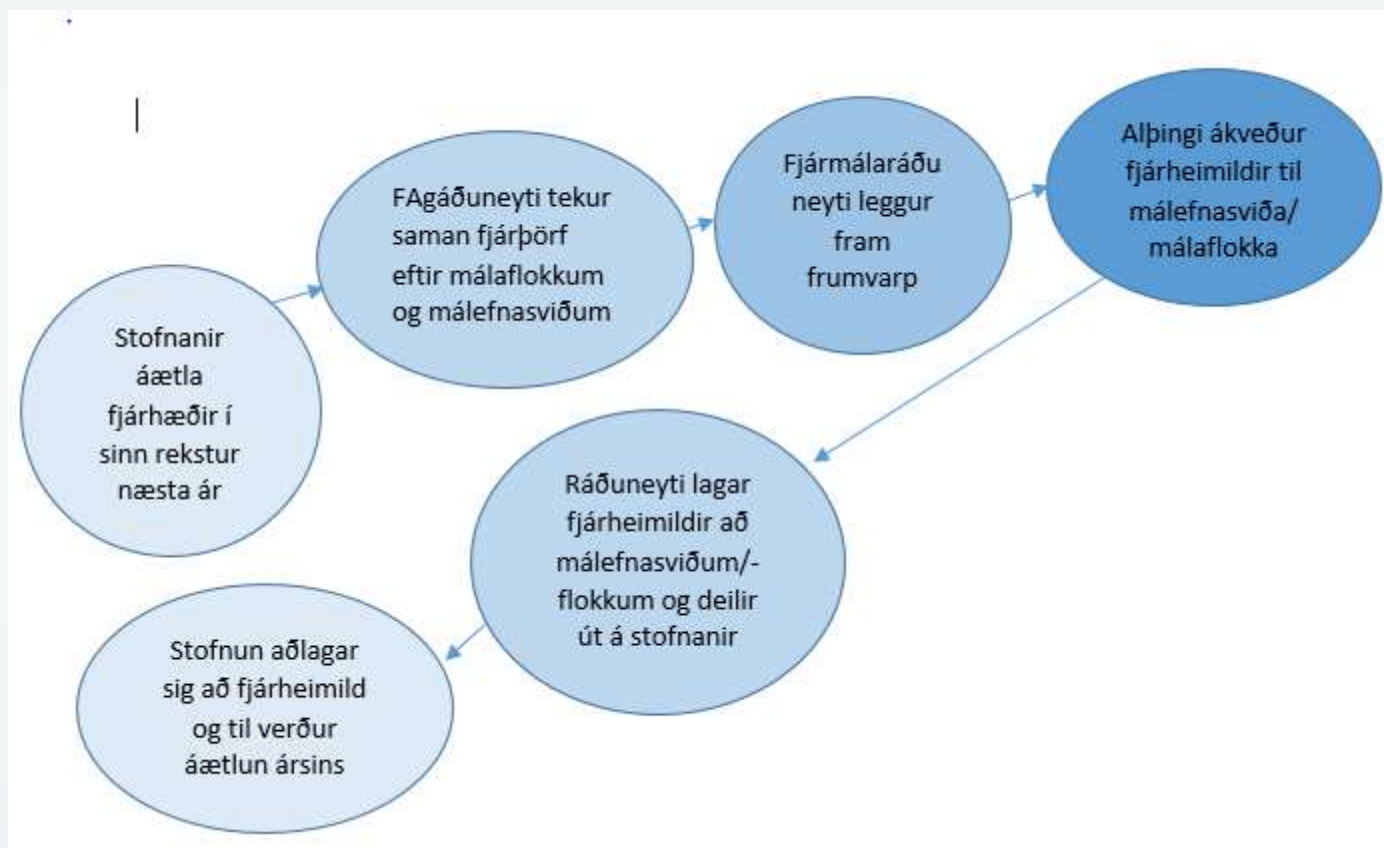 Stofnanir
áætla
fjárhæðir í
sinn rekstur
næsta ár
FAgáðuneyti tekur
saman fjárþörf
eftir málaflokkum
og málefnasviðum
Fjármálaráðu
neyti leggur
fram
frumvarp
Alþingi ákveður
fjárheimildir til
málefnasviða/
málaflokka
Ráðuneyti lagar
fjárheimildir að
málefnasviðum/-
flokkum og deilir
út á stofnanir
Stofnun aðlagar
sig að fjárheimild
og til verður
áætlun ársins